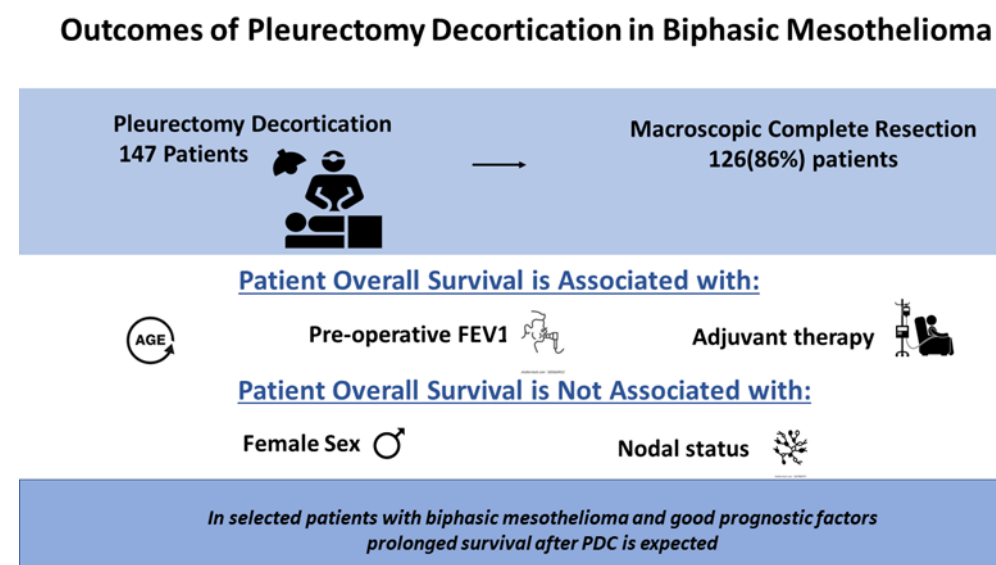 Outcomes of Pleurectomy Decortication in Biphasic Mesothelioma
Pleurectomy Decortication
147 Patients
Macroscopic Complete Resection
126(86%) patients
Patient Overall Survival is Associated with:
AGE
Pre-operative FEV1
Adjuvant therapy
Patient Overall Survival is Not Associated with:
Female Sex
Nodal status
In selected patients with biphasic mesothelioma and good prognostic factors
prolonged survival after PDC is expected